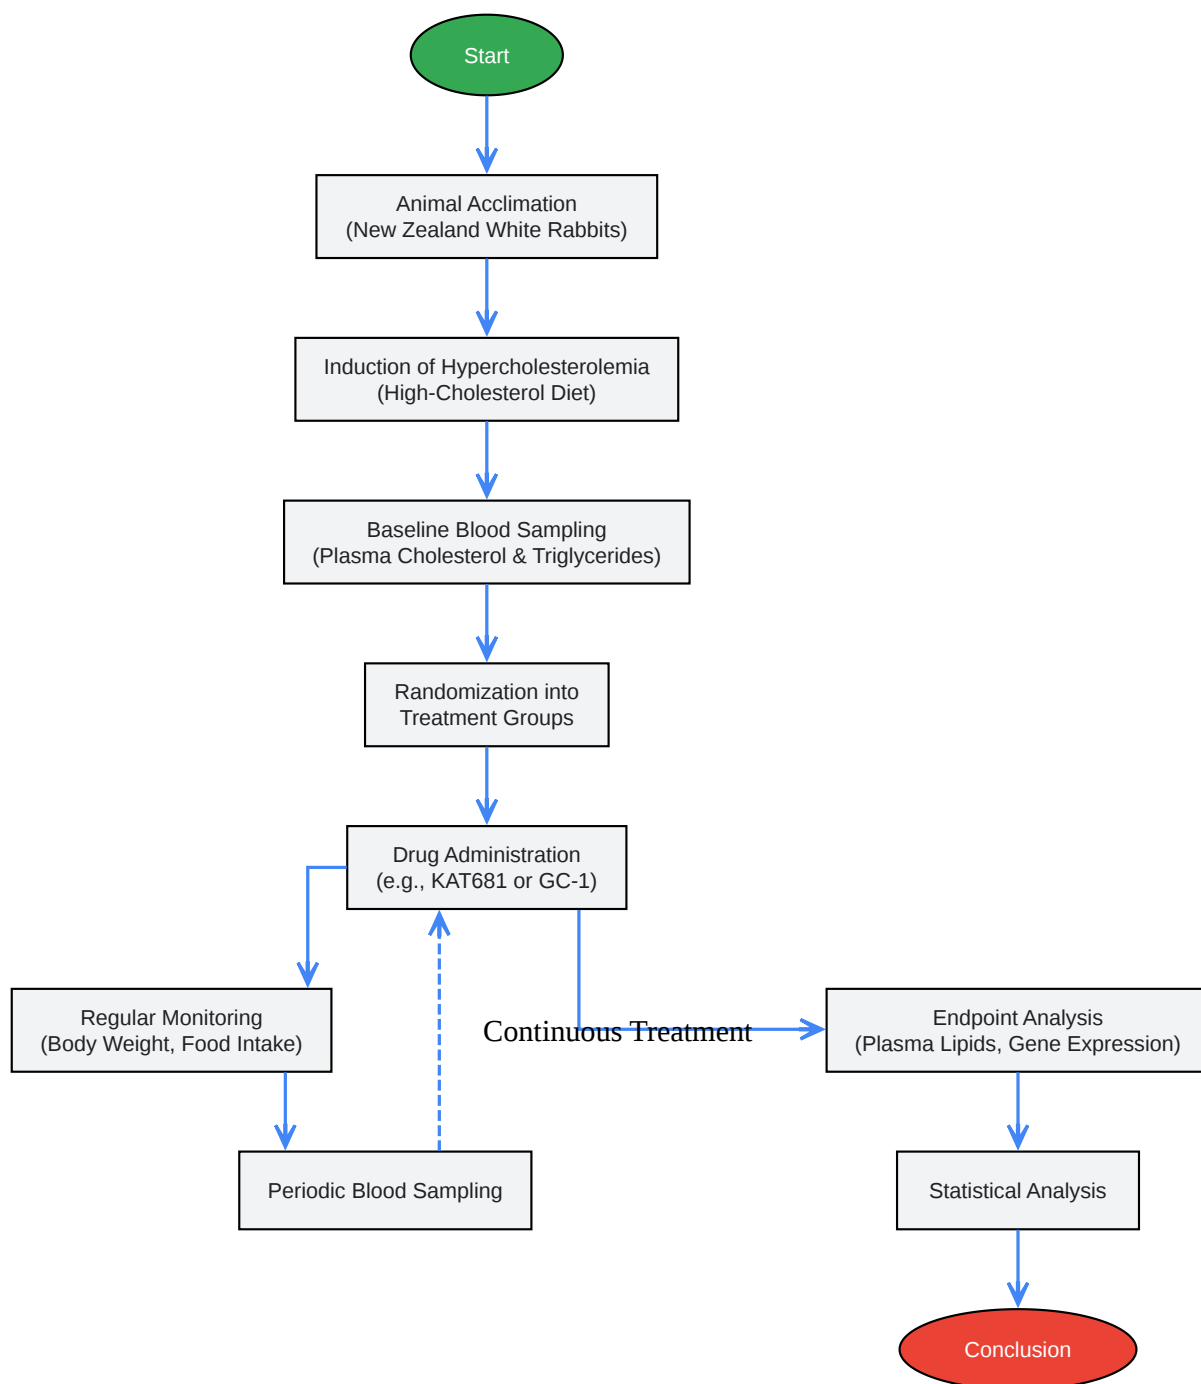 Start
Animal Acclimation
(New Zealand White Rabbits)
Induction of Hypercholesterolemia
(High-Cholesterol Diet)
Baseline Blood Sampling
(Plasma Cholesterol & Triglycerides)
Randomization into
Treatment Groups
Drug Administration
(e.g., KAT681 or GC-1)
Regular Monitoring
(Body Weight, Food Intake)
Continuous Treatment
Endpoint Analysis
(Plasma Lipids, Gene Expression)
Periodic Blood Sampling
Statistical Analysis
Conclusion